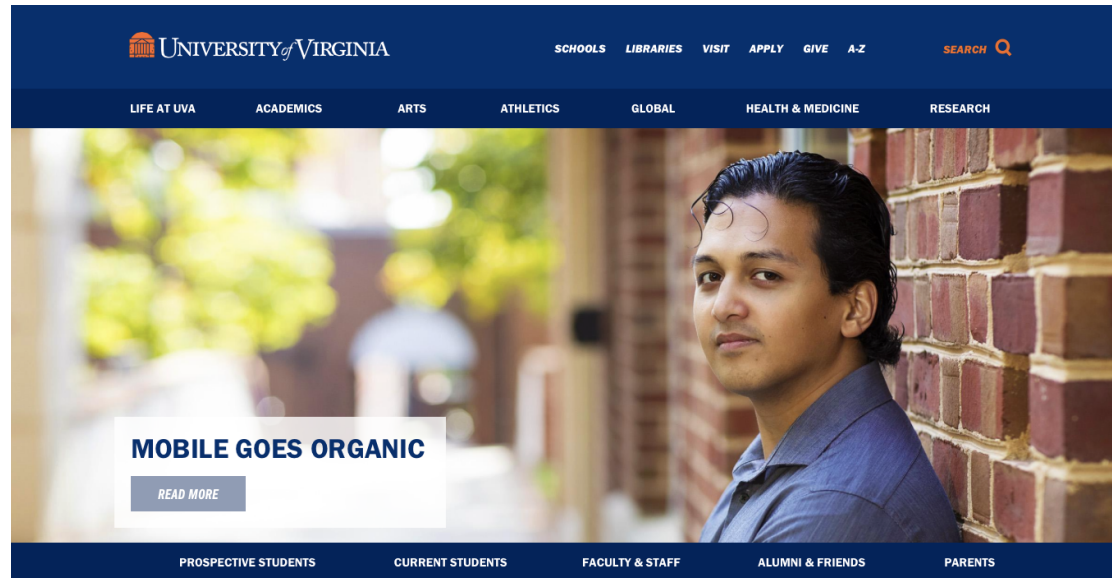 UNIVERSITY of VIRGINIA
SCHOOLS LIBRARIES VISIT APPLY GIVE A-Z SEARCH
LIFE AT UVA ACADEMICS ARTS ATHLETICS GLOBAL HEALTH & MEDICINE RESEARCH
MOBILE GOES ORGANIC
READ MORE
PROSPECTIVE STUDENTS CURRENT STUDENTS FACULTY & STAFF ALUMNI & FRIENDS PARENTS